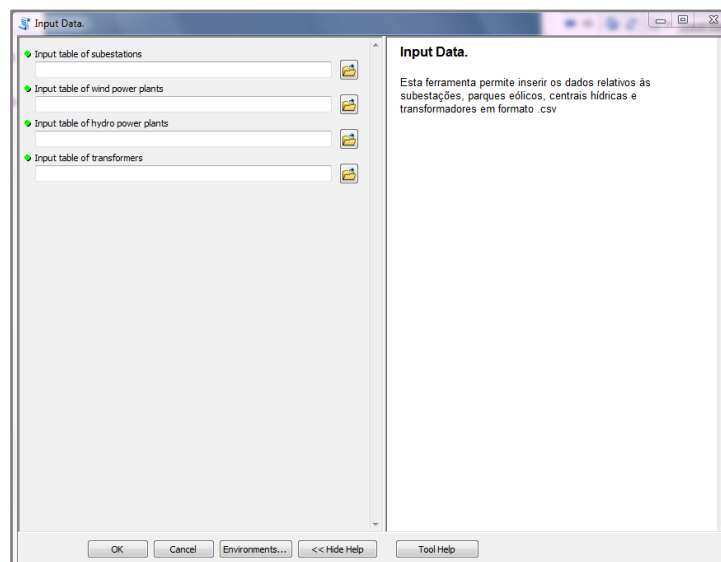 Input Data.
Input table of subestations
Input table of wind power plants
Input table of hydro power plants
Input table of transformers
Input Data.
Esta ferramenta permite inserir os dados relativos às
subestações, parques eólicos, centrais hídricas e
transformadores em formato .csv
OK
Cancel
Environments...
<< Hide Help
Tool Help